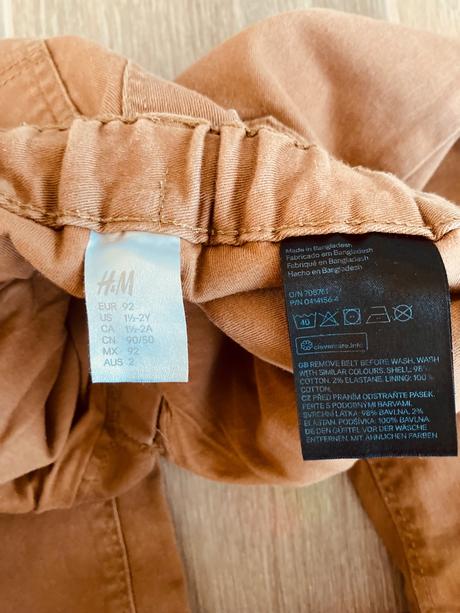 H&M
EUR 92
US 1½-2Y
CA 1½-2A
CN 90/50
MX 92
AUS 2
Made in Bangladesh
Fabricado em Bangladesh
Fabriqué en Bangladesh
Hecho en Bangladesh
O/N 708761
P/N 0414156-4
40
clevercare.info
GB REMOVE BELT BEFORE WASH, WASH
WITH SIMILAR COLOURS. SHELL: 98%
COTTON, 2% ELASTANE. LINING: 100%
COTTON.
CZ PŘED PRANÍM ODSTRAŇTE PÁSEK.
PERTE S PODOBNÝMI BARVAMI.
SVRCHNÍ LÁTKA: 98% BAVLNA, 2%
ELASTAN. PODŠÍVKA: 100% BAVLNA
DE DEN GÜRTEL VOR DER WÄSCHE
ENTFERNEN. MIT ÄHNLICHEN FARBEN